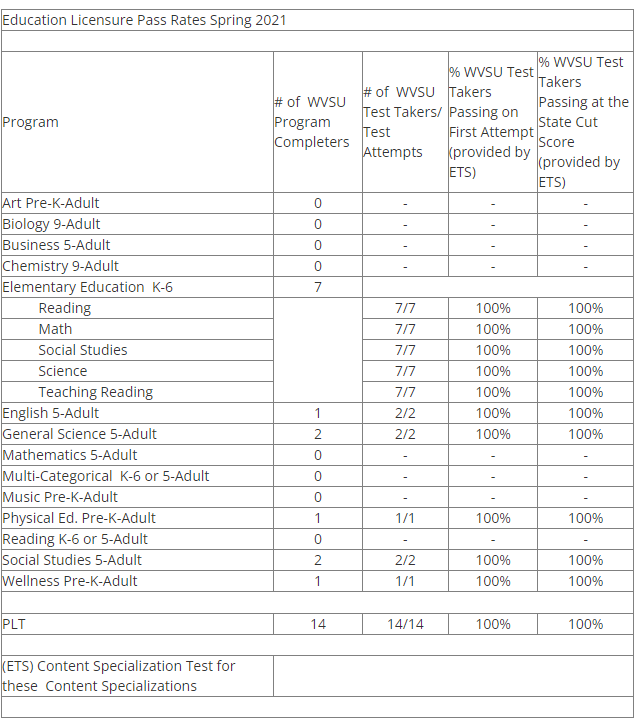 Education Licensure Pass Rates Spring 2021
Program
# of  WVSU
Program
Completers
# of  WVSU
Test Takers/
Test
Attempts
% WVSU Test
Takers
Passing on
First Attempt
(provided by
ETS)
% WVSU Test
Takers
Passing at the
State Cut
Score
(provided by
ETS)
Art Pre-K-Adult 0 - - -
Biology 9-Adult 0 - - -
Business 5-Adult 0 - - -
Chemistry 9-Adult 0 - - -
Elementary Education  K-6 7
Reading 7/7 100% 100%
Math 7/7 100% 100%
Social Studies 7/7 100% 100%
Science 7/7 100% 100%
Teaching Reading 7/7 100% 100%
English 5-Adult 1 2/2 100% 100%
General Science 5-Adult 2 2/2 100% 100%
Mathematics 5-Adult 0 - - -
Multi-Categorical  K-6 or 5-Adult 0 - - -
Music Pre-K-Adult 0 - - -
Physical Ed. Pre-K-Adult 1 1/1 100% 100%
Reading K-6 or 5-Adult 0 - - -
Social Studies 5-Adult 2 2/2 100% 100%
Wellness Pre-K-Adult 1 1/1 100% 100%
PLT 14 14/14 100% 100%
(ETS) Content Specialization Test for
these  Content Specializations